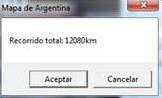 Mapa de Argentina
Recorrido total: 12080km
Aceptar
Cancelar